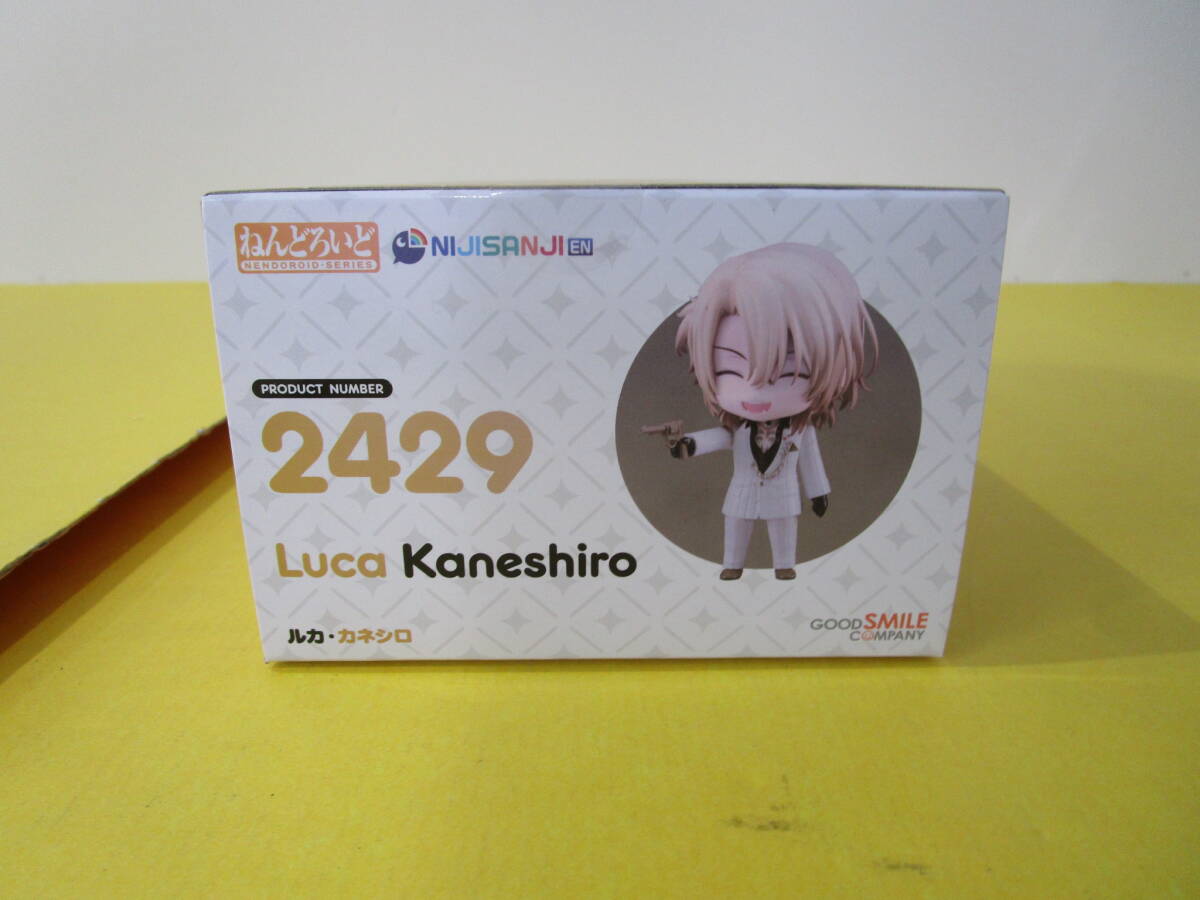 ねんどろいど
NENDOROID・SERIES
NIJISANJI EN
PRODUCT NUMBER
2429
Luca Kaneshiro
ルカ・カネシロ
GOOD SMILE
COMPANY